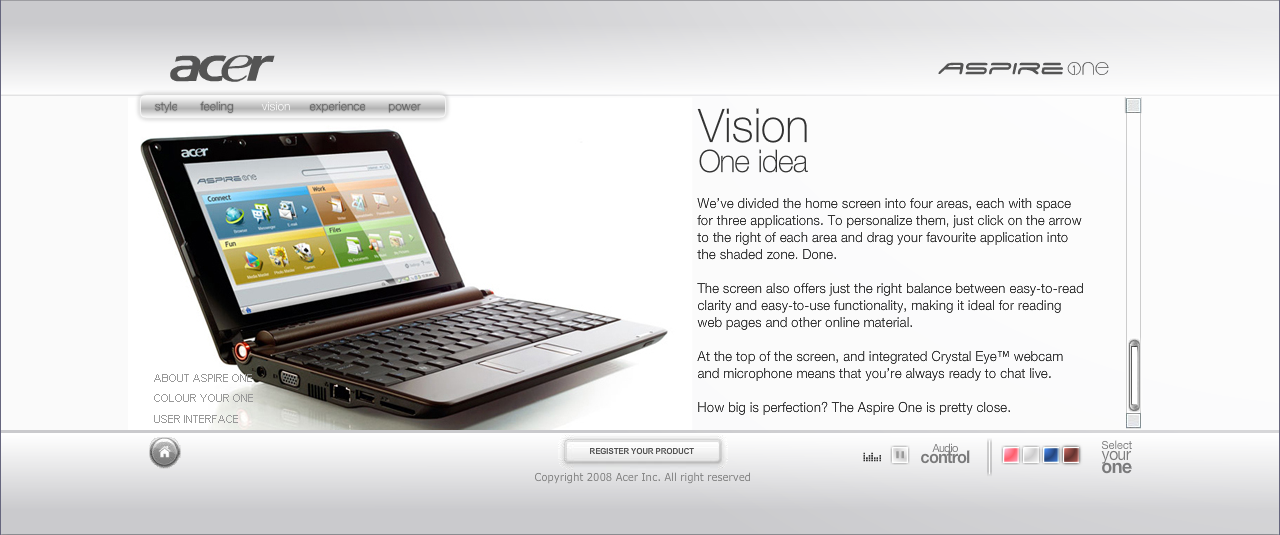 acer
ASPIRE one
style feeling vision experience power
acer
ASPIRE one
Connect
Work
Fun
Files
Vision
One idea
We've divided the home screen into four areas, each with space
for three applications. To personalize them, just click on the arrow
to the right of each area and drag your favourite application into
the shaded zone. Done.
The screen also offers just the right balance between easy-to-read
clarity and easy-to-use functionality, making it ideal for reading
web pages and other online material.
At the top of the screen, and integrated Crystal Eye™ webcam
and microphone means that you're always ready to chat live.
How big is perfection? The Aspire One is pretty close.
ABOUT ASPIRE ONE
COLOUR YOUR ONE
USER INTERFACE
REGISTER YOUR PRODUCT
Copyright 2008 Acer Inc. All right reserved
Audio
control
Select
your
one